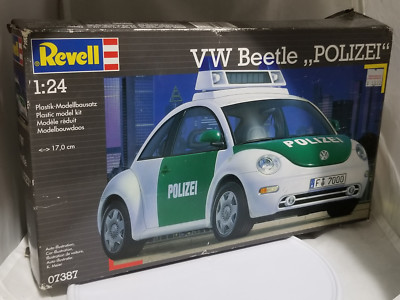 Revell
VW Beetle „POLIZEI"
1:24
Plastik-Modellbausatz
Plastic model kit
Modèle réduit
Modelbouwdoos
<-> 17,0 cm
POLIZEI
POLIZEI
F 7000
07387